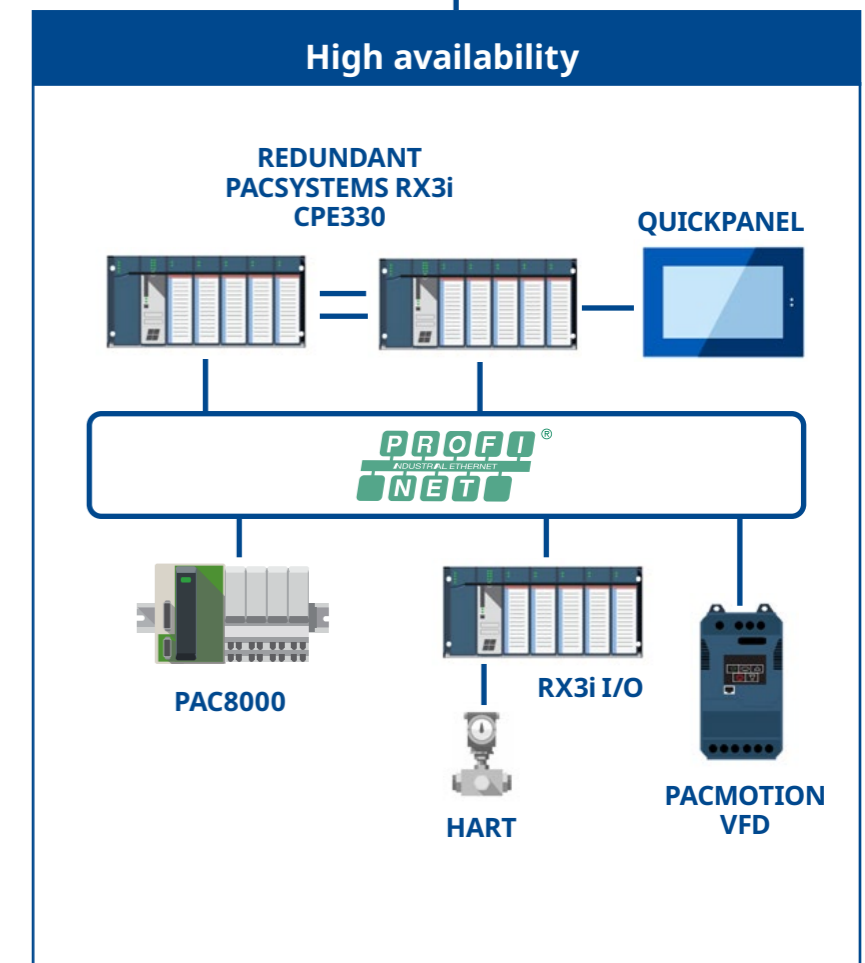 High availability
REDUNDANT
PACSYSTEMS RX3i
CPE330
QUICKPANEL
PROFI®
INDUSTRIAL ETHERNET
NET
PAC8000
RX3i I/O
HART
PACMOTION
VFD